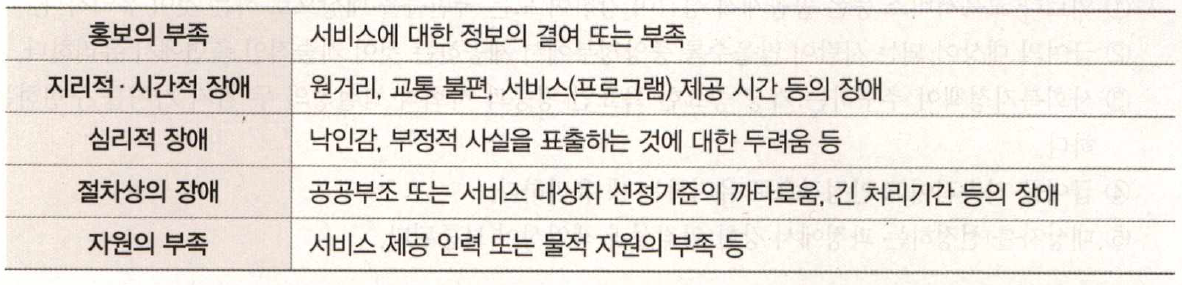 홍보의 부족 서비스에 대한 정보의 결여 또는 부족
지리적·시간적 장애 원거리, 교통 불편, 서비스(프로그램) 제공 시간 등의 장애
심리적 장애 낙인감, 부정적 사실을 표출하는 것에 대한 두려움 등
절차상의 장애 공공부조 또는 서비스 대상자 선정기준의 까다로움, 긴 처리기간 등의 장애
자원의 부족 서비스 제공 인력 또는 물적 자원의 부족 등